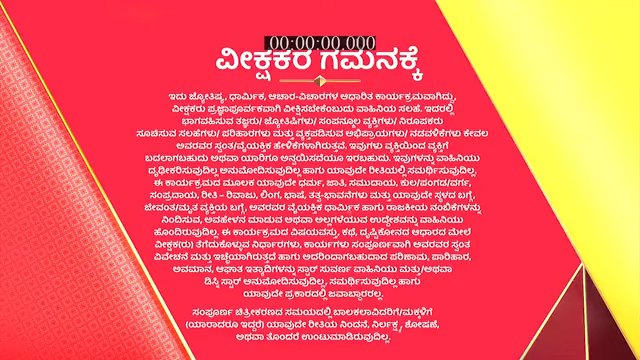 00:00:00.000
ವೀಕ್ಷಕರ ಗಮನಕ್ಕೆ
ಇದು ಜ್ಯೋತಿಷ್ಯ, ಧಾರ್ಮಿಕ, ಆಚಾರ-ವಿಚಾರಗಳ ಆಧಾರಿತ ಕಾರ್ಯಕ್ರಮವಾಗಿದ್ದು,
ವೀಕ್ಷಕರು ಪ್ರಜ್ಞಾಪೂರ್ವಕವಾಗಿ ವೀಕ್ಷಿಸಬೇಕೆಂಬುದು ವಾಹಿನಿಯ ಸಲಹೆ. ಇದರಲ್ಲಿ
ಭಾಗವಹಿಸುವ ತಜ್ಞರು/ ಜ್ಯೋತಿಷಿಗಳು/ ಸಂಪನ್ಮೂಲ ವ್ಯಕ್ತಿಗಳು/ ನಿರೂಪಕರು
ಸೂಚಿಸುವ ಸಲಹೆಗಳು/ ಪರಿಹಾರಗಳು ಮತ್ತು ವ್ಯಕ್ತಪಡಿಸುವ ಅಭಿಪ್ರಾಯಗಳು/ ನಡವಳಿಕೆಗಳು ಕೇವಲ
ಅವರವರ ಸ್ವಂತ/ವೈಯಕ್ತಿಕ ಹೇಳಿಕೆಗಳಾಗಿರುತ್ತವೆ. ಇವುಗಳು ವ್ಯಕ್ತಿಯಿಂದ ವ್ಯಕ್ತಿಗೆ
ಬದಲಾಗಬಹುದು ಅಥವಾ ಯಾರಿಗೂ ಅನ್ವಯಿಸದೆಯೂ ಇರಬಹುದು. ಇವುಗಳನ್ನು ವಾಹಿನಿಯು
ದೃಢೀಕರಿಸುವುದಿಲ್ಲ ಅನುಮೋದಿಸುವುದಿಲ್ಲ ಹಾಗೂ ಯಾವುದೇ ರೀತಿಯಲ್ಲಿ ಸಮರ್ಥಿಸುವುದಿಲ್ಲ.
ಈ ಕಾರ್ಯಕ್ರಮದ ಮೂಲಕ ಯಾವುದೇ ಧರ್ಮ, ಜಾತಿ, ಸಮುದಾಯ, ಕುಲ/ಪಂಗಡ/ವರ್ಗ,
ಸಂಪ್ರದಾಯ, ರೀತಿ – ರಿವಾಜು, ಲಿಂಗ, ಭಾಷೆ, ತತ್ವ-ಭಾವನೆಗಳು ಮತ್ತು ಯಾವುದೇ ಸ್ಥಳದ ಬಗ್ಗೆ,
ಜೀವಂತ/ಮೃತ ವ್ಯಕ್ತಿಯ ಬಗ್ಗೆ, ಅವರವರ ವೈಯಕ್ತಿಕ ಧಾರ್ಮಿಕ ಹಾಗು ರಾಜಕೀಯ ನಂಬಿಕೆಗಳನ್ನು
ನಿಂದಿಸುವ, ಅವಹೇಳನ ಮಾಡುವ ಅಥವಾ ಅಲ್ಲಗಳೆಯುವ ಉದ್ದೇಶವನ್ನು ವಾಹಿನಿಯು
ಹೊಂದಿರುವುದಿಲ್ಲ. ಈ ಕಾರ್ಯಕ್ರಮದ ವಿಷಯವಸ್ತು, ಕಥೆ, ದೃಷ್ಟಿಕೋನದ ಆಧಾರದ ಮೇಲೆ
ವೀಕ್ಷಕ(ರು) ತೆಗೆದುಕೊಳ್ಳುವ ನಿರ್ಧಾರಗಳು, ಕಾರ್ಯಗಳು ಸಂಪೂರ್ಣವಾಗಿ ಅವರವರ ಸ್ವಂತ
ವಿವೇಚನೆ ಮತ್ತು ಇಚ್ಛೆಯಾಗಿರುತ್ತದೆ ಹಾಗು ಅದರಿಂದಾಗಬಹುದಾದ ಪರಿಣಾಮ, ಪಾರಿಹಾರ,
ಅವಮಾನ, ಆಘಾತ ಇತ್ಯಾದಿಗಳನ್ನು ಸ್ಟಾರ್ ಸುವರ್ಣ ವಾಹಿನಿಯು ಮತ್ತು/ಅಥವಾ
ಡಿಸ್ನಿ ಸ್ಟಾರ್ ಅನುಮೋದಿಸುವುದಿಲ್ಲ, ಸಮರ್ಥಿಸುವುದಿಲ್ಲ ಹಾಗು
ಯಾವುದೇ ಪ್ರಕಾರದಲ್ಲಿ ಜವಾಬ್ದಾರರಲ್ಲ.
ಸಂಪೂರ್ಣ ಚಿತ್ರೀಕರಣದ ಸಮಯದಲ್ಲಿ ಬಾಲಕಲಾವಿದರಿಗೆ/ಮಕ್ಕಳಿಗೆ
(ಯಾರಾದರೂ ಇದ್ದರೆ) ಯಾವುದೇ ರೀತಿಯ ನಿಂದನೆ, ನಿರ್ಲಕ್ಷ್ಯ, ಶೋಷಣೆ,
ಅಥವಾ ತೊಂದರೆ ಉಂಟುಮಾಡಿರುವುದಿಲ್ಲ.